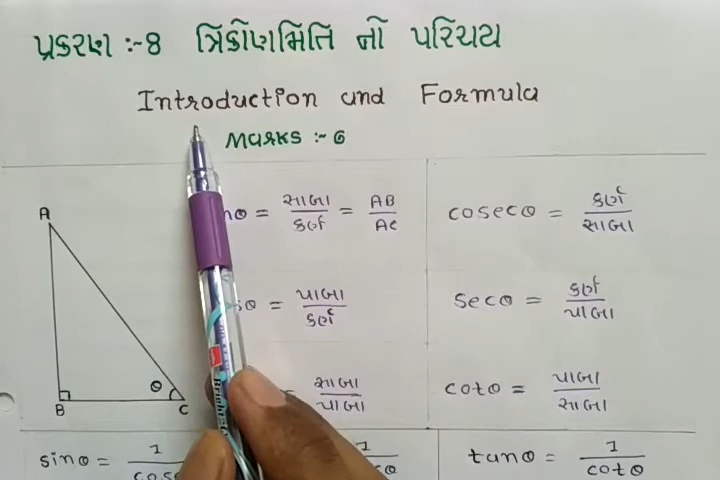 પ્રકરણ :- 8 ત્રિકોણમિતિ નો પરિચય
Introduction and Formula
Marks :- 6
A
B
C
θ
θ = સાબા / કર્ણ = AB / AC
cosecθ = કર્ણ / સાબા
θ = પાબા / કર્ણ
secθ = કર્ણ / પાબા
= સાબા / પાબા
cotθ = પાબા / સાબા
sinθ = 1 /
tanθ = 1 / cotθ